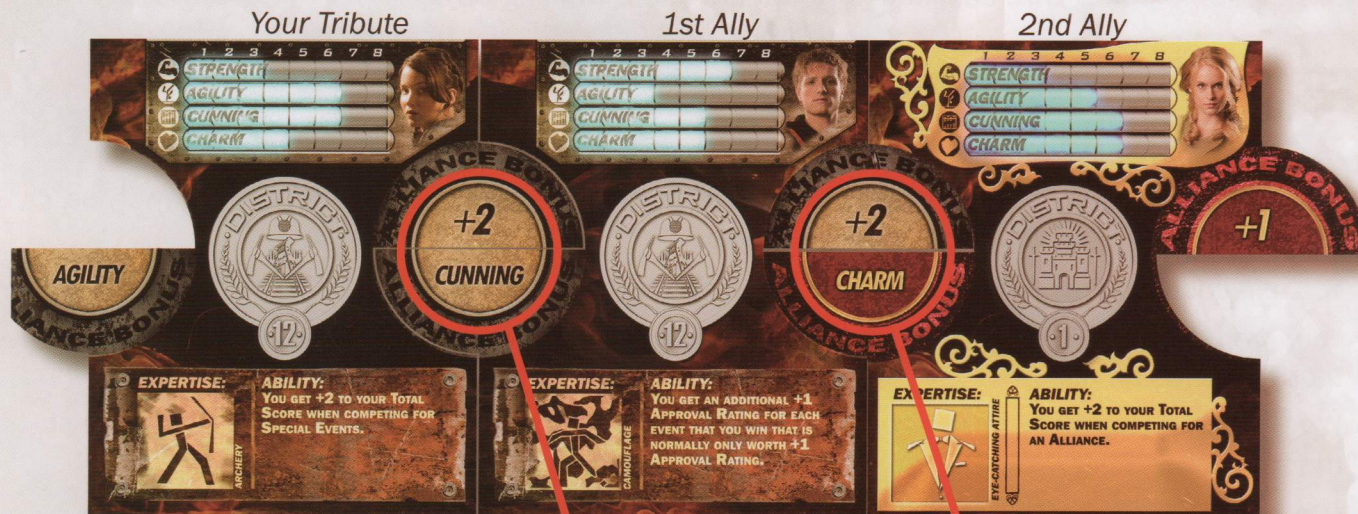 Your Tribute
1st Ally
2nd Ally
1 2 3 4 5 6 7 8
STRENGTH
AGILITY
CUNNING
CHARM
1 2 3 4 5 6 7 8
STRENGTH
AGILITY
CUNNING
CHARM
1 2 3 4 5 6 7 8
STRENGTH
AGILITY
CUNNING
CHARM
AGILITY
ALLIANCE BONUS
DISTRICT
12
ALLIANCE BONUS
+2
CUNNING
ALLIANCE BONUS
DISTRICT
12
ALLIANCE BONUS
+2
CHARM
ALLIANCE BONUS
DISTRICT
1
ALLIANCE BONUS
+1
EXPERTISE:
ARCHERY
ABILITY:
YOU GET +2 TO YOUR TOTAL
SCORE WHEN COMPETING FOR
SPECIAL EVENTS.
EXPERTISE:
CAMOUFLAGE
ABILITY:
YOU GET AN ADDITIONAL +1
APPROVAL RATING FOR EACH
EVENT THAT YOU WIN THAT IS
NORMALLY ONLY WORTH +1
APPROVAL RATING.
EXPERTISE:
EYE-CATCHING ATTIRE
ABILITY:
YOU GET +2 TO YOUR TOTAL
SCORE WHEN COMPETING FOR
AN ALLIANCE.